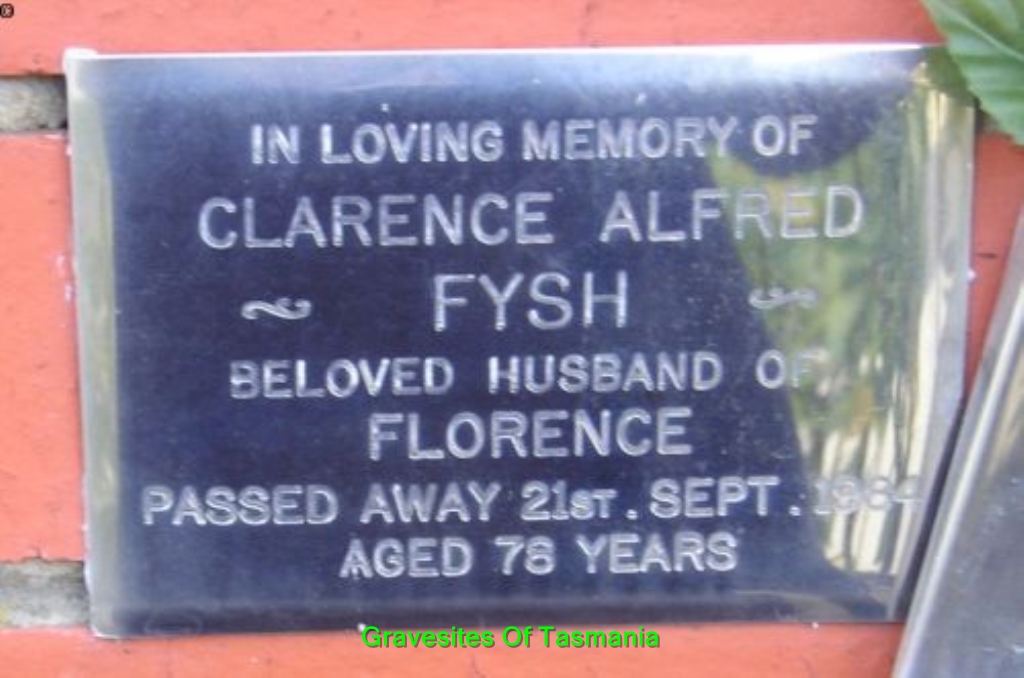 IN LOVING MEMORY OF
CLARENCE ALFRED
FYSH
BELOVED HUSBAND OF
FLORENCE
PASSED AWAY 21ST. SEPT. 1984
AGED 78 YEARS
Gravesites Of Tasmania